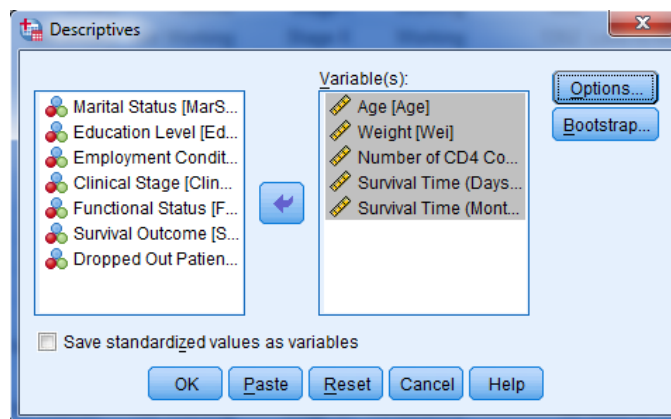 Descriptives
Marital Status [MarS...
Education Level [Ed...
Employment Condit...
Clinical Stage [Clin...
Functional Status [F...
Survival Outcome [S...
Dropped Out Patien...
Variable(s):
Age [Age]
Weight [Wei]
Number of CD4 Co...
Survival Time (Days...
Survival Time (Mont...
Options...
Bootstrap...
Save standardized values as variables
OK Paste Reset Cancel Help